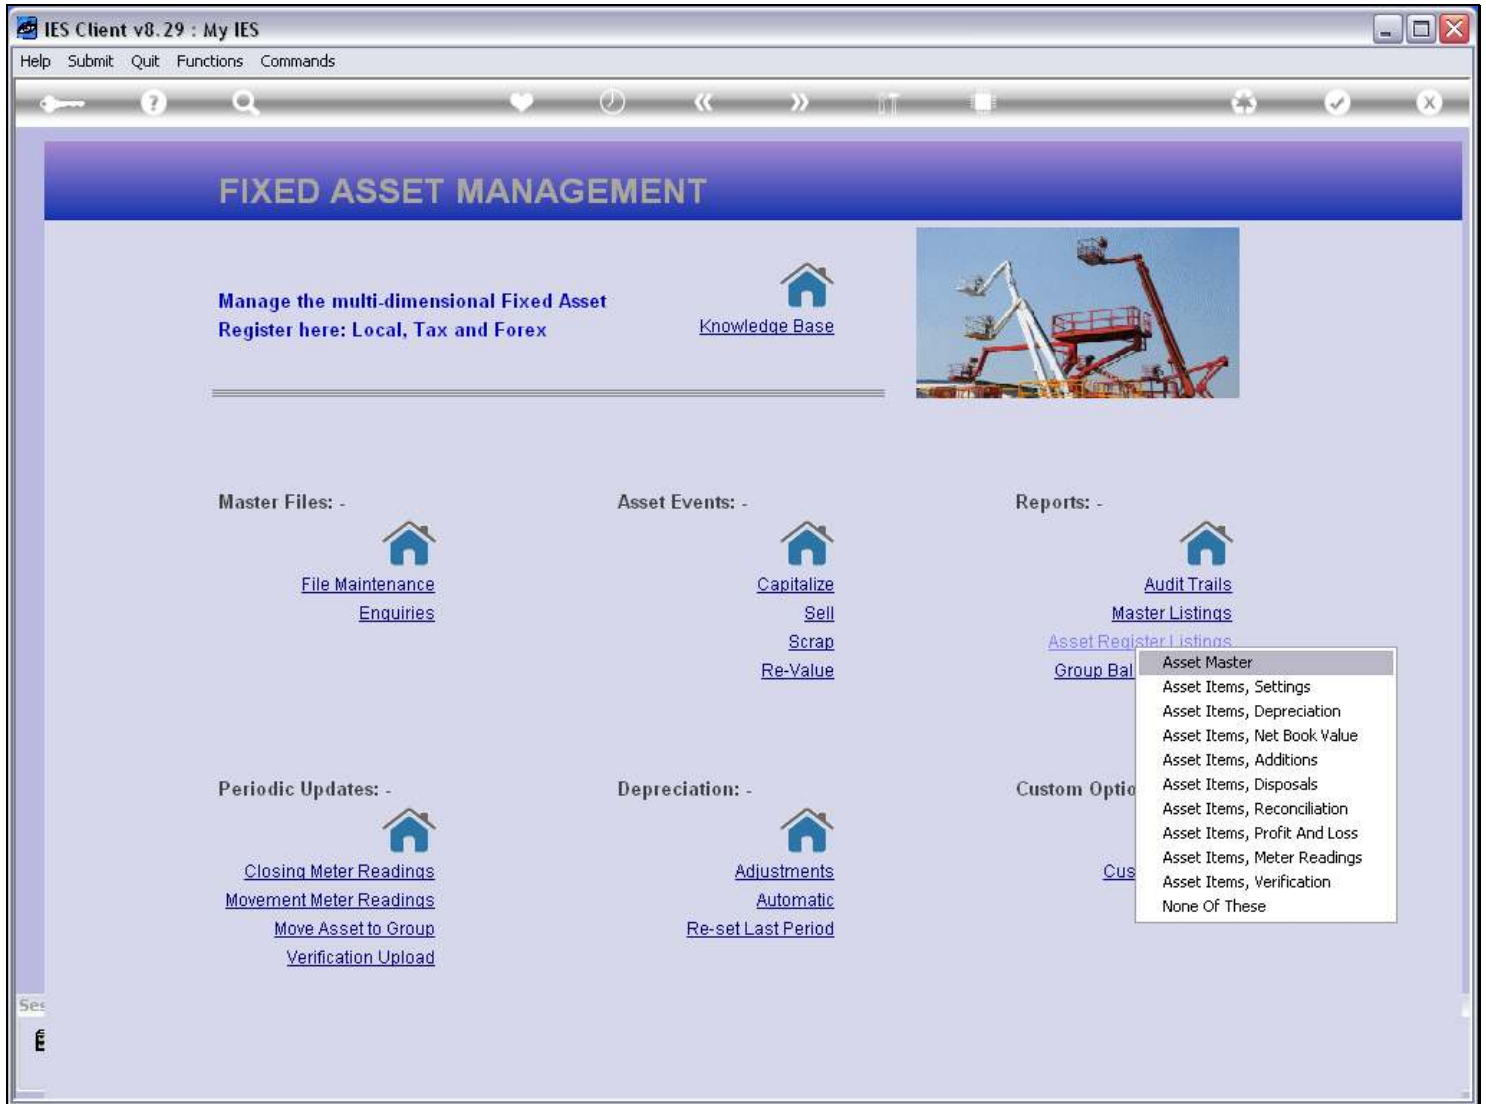 IES Client v8.29 : My IES
Help Submit Quit Functions Commands
FIXED ASSET MANAGEMENT
Manage the multi-dimensional Fixed Asset
Register here: Local, Tax and Forex
Knowledge Base
Master Files: -
File Maintenance
Enquiries
Asset Events: -
Capitalize
Sell
Scrap
Re-Value
Reports: -
Audit Trails
Master Listings
Asset Register Listings
Group Bal
Asset Master
Asset Items, Settings
Asset Items, Depreciation
Asset Items, Net Book Value
Asset Items, Additions
Asset Items, Disposals
Asset Items, Reconciliation
Asset Items, Profit And Loss
Asset Items, Meter Readings
Asset Items, Verification
None Of These
Periodic Updates: -
Closing Meter Readings
Movement Meter Readings
Move Asset to Group
Verification Upload
Depreciation: -
Adjustments
Automatic
Re-set Last Period
Custom Optio
Cus
Ses